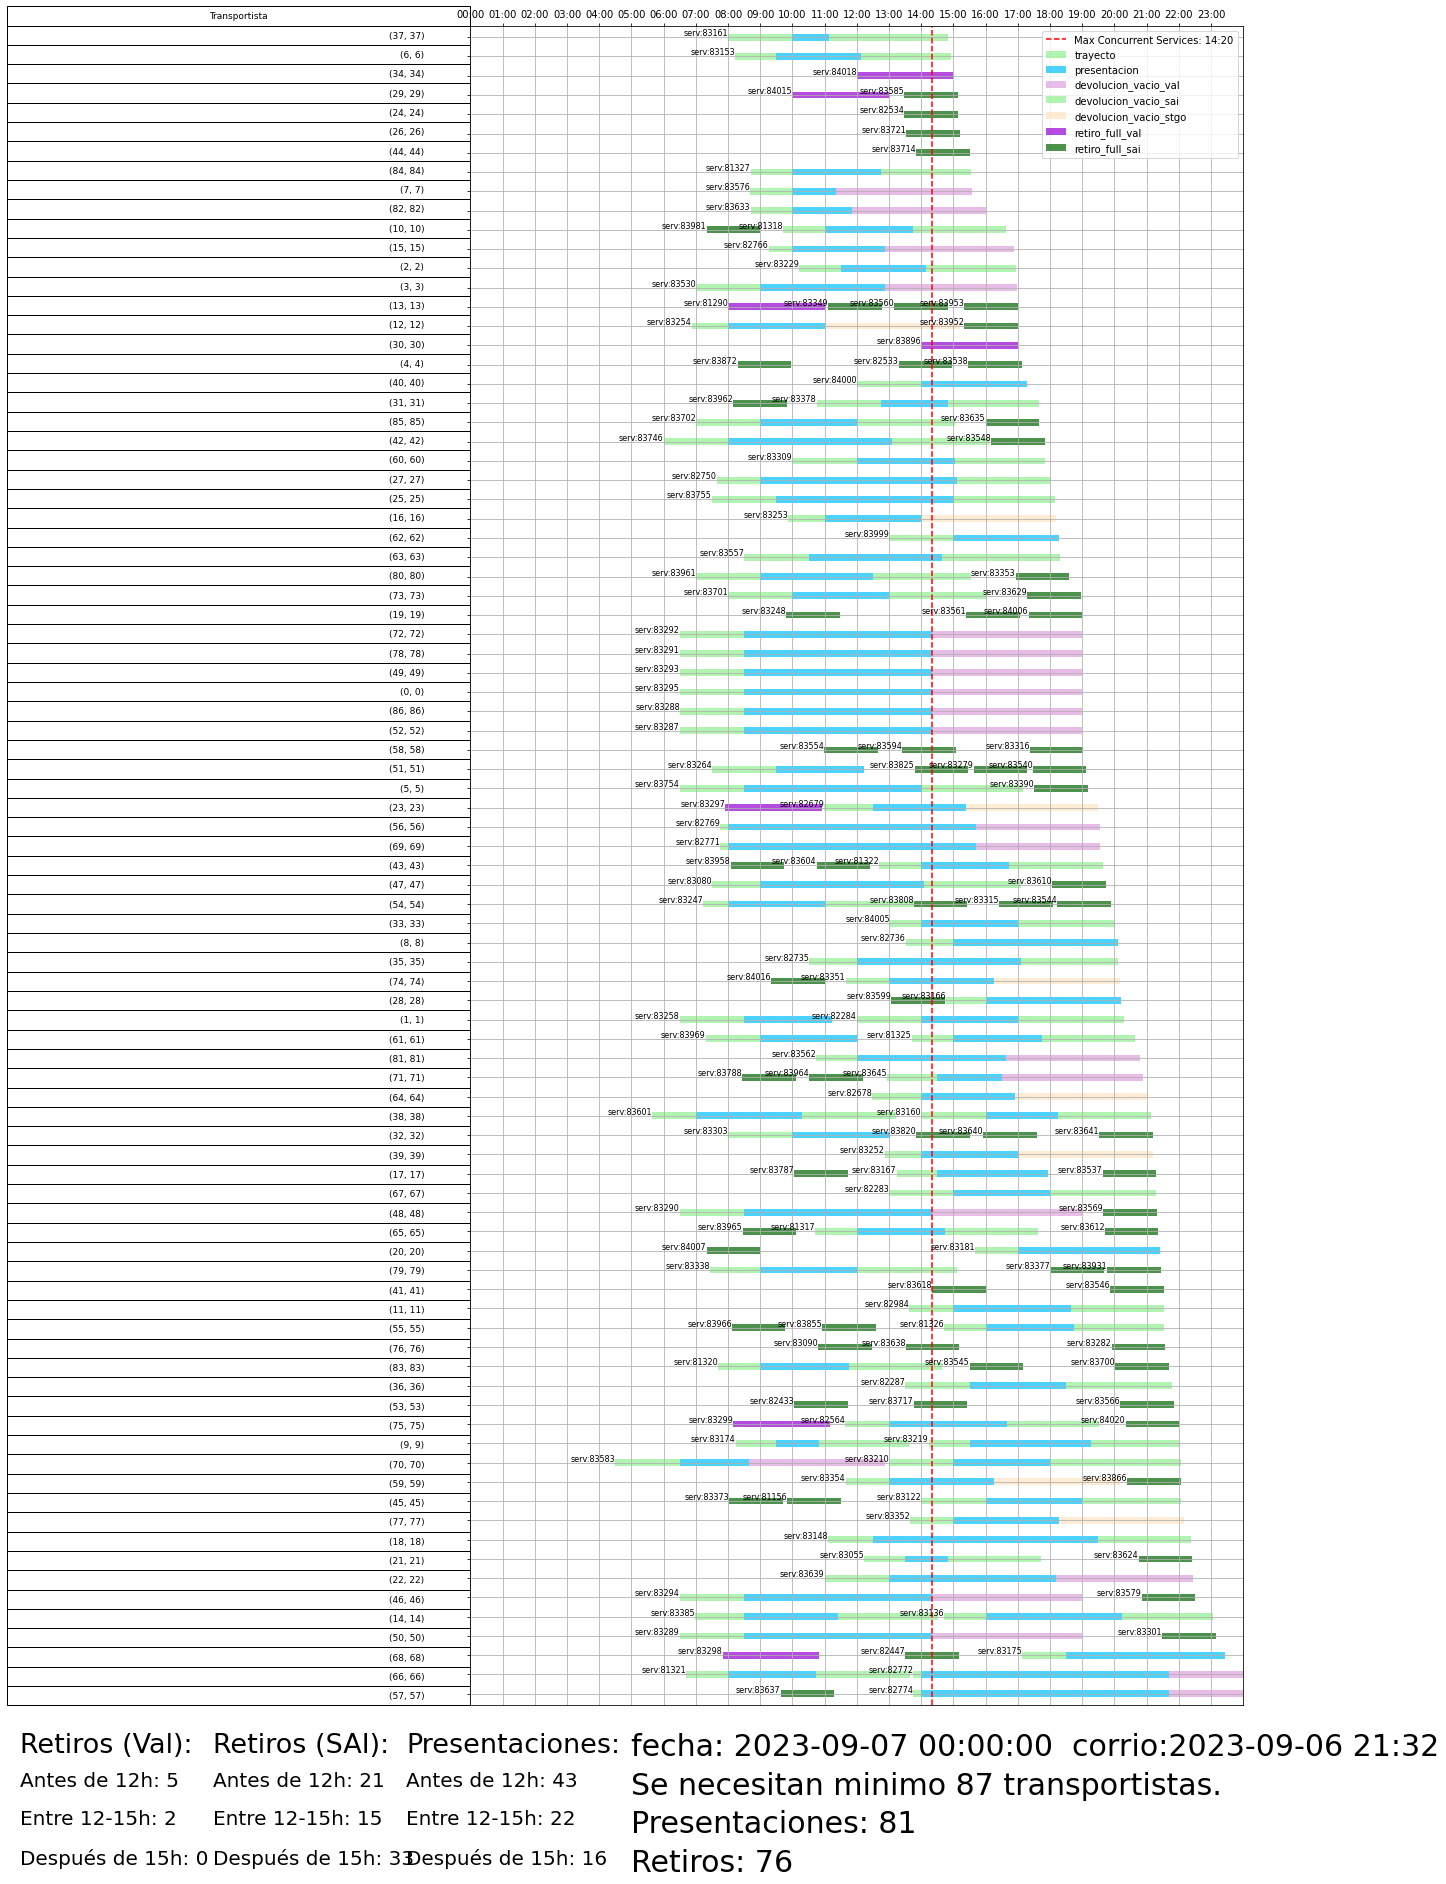 Transportista
00:00 01:00 02:00 03:00 04:00 05:00 06:00 07:00 08:00 09:00 10:00 11:00 12:00 13:00 14:00 15:00 16:00 17:00 18:00 19:00 20:00 21:00 22:00 23:00
Max Concurrent Services: 14:20
trayecto
presentacion
devolucion_vacio_val
devolucion_vacio_sai
devolucion_vacio_stgo
retiro_full_val
retiro_full_sai
(37, 37) serv:83161
(6, 6) serv:83153
(34, 34) serv:84018
(29, 29) serv:84015 serv:83585
(24, 24) serv:82534
(26, 26) serv:83721
(44, 44) serv:83714
(84, 84) serv:81327
(7, 7) serv:83576
(82, 82) serv:83633
(10, 10) serv:83981 serv:81318
(15, 15) serv:82766
(2, 2) serv:83229
(3, 3) serv:83530
(13, 13) serv:81290 serv:83349 serv:83560 serv:83953
(12, 12) serv:83254 serv:83952
(30, 30) serv:83896
(4, 4) serv:83872 serv:82533 serv:83538
(40, 40) serv:84000
(31, 31) serv:83962 serv:83378
(85, 85) serv:83702 serv:83635
(42, 42) serv:83746 serv:83548
(60, 60) serv:83309
(27, 27) serv:82750
(25, 25) serv:83755
(16, 16) serv:83253
(62, 62) serv:83999
(63, 63) serv:83557
(80, 80) serv:83961 serv:83353
(73, 73) serv:83701 serv:83629
(19, 19) serv:83248 serv:83561 serv:84006
(72, 72) serv:83292
(78, 78) serv:83291
(49, 49) serv:83293
(0, 0) serv:83295
(86, 86) serv:83288
(52, 52) serv:83287
(58, 58) serv:83554 serv:83594 serv:83316
(51, 51) serv:83264 serv:83825 serv:83279 serv:83540
(5, 5) serv:83754 serv:83390
(23, 23) serv:83297 serv:82679
(56, 56) serv:82769
(69, 69) serv:82771
(43, 43) serv:83958 serv:83604 serv:81322
(47, 47) serv:83080 serv:83610
(54, 54) serv:83247 serv:83808 serv:83315 serv:83544
(33, 33) serv:84005
(8, 8) serv:82736
(35, 35) serv:82735
(74, 74) serv:84016 serv:83351
(28, 28) serv:83599 serv:83166
(1, 1) serv:83258 serv:82284
(61, 61) serv:83969 serv:81325
(81, 81) serv:83562
(71, 71) serv:83788 serv:83964 serv:83645
(64, 64) serv:82678
(38, 38) serv:83601 serv:83160
(32, 32) serv:83303 serv:83820 serv:83640 serv:83641
(39, 39) serv:83252
(17, 17) serv:83787 serv:83167 serv:83537
(67, 67) serv:82283
(48, 48) serv:83290 serv:83569
(65, 65) serv:83965 serv:81317 serv:83612
(20, 20) serv:84007 serv:83181
(79, 79) serv:83338 serv:83377 serv:83931
(41, 41) serv:83618 serv:83546
(11, 11) serv:82984
(55, 55) serv:83966 serv:83855 serv:81326
(76, 76) serv:83090 serv:83638 serv:83282
(83, 83) serv:81320 serv:83545 serv:83700
(36, 36) serv:82287
(53, 53) serv:82433 serv:83717 serv:83566
(75, 75) serv:83299 serv:82564 serv:84020
(9, 9) serv:83174 serv:83219
(70, 70) serv:83583 serv:83210
(59, 59) serv:83354 serv:83866
(45, 45) serv:83373 serv:81156 serv:83122
(77, 77) serv:83352
(18, 18) serv:83148
(21, 21) serv:83055 serv:83624
(22, 22) serv:83639
(46, 46) serv:83294 serv:83579
(14, 14) serv:83385 serv:83136
(50, 50) serv:83289 serv:83301
(68, 68) serv:83298 serv:82447 serv:83175
(66, 66) serv:81321 serv:82772
(57, 57) serv:83637 serv:82774
Retiros (Val): Retiros (SAI): Presentaciones: fecha: 2023-09-07 00:00:00 corrio:2023-09-06 21:32
Antes de 12h: 5 Antes de 12h: 21 Antes de 12h: 43 Se necesitan minimo 87 transportistas.
Entre 12-15h: 2 Entre 12-15h: 15 Entre 12-15h: 22 Presentaciones: 81
Después de 15h: 0 Después de 15h: 33 Después de 15h: 16 Retiros: 76